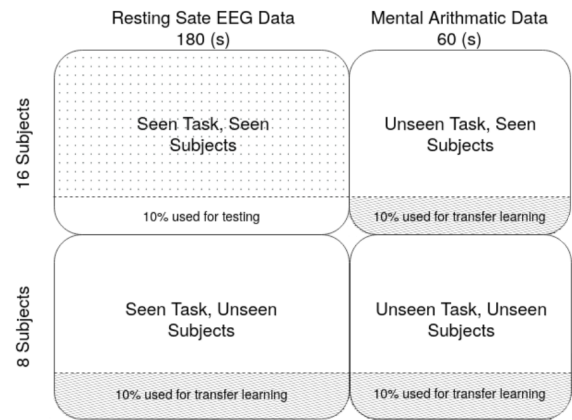 Resting Sate EEG Data
180 (s)
Mental Arithmatic Data
60 (s)
16 Subjects
Seen Task, Seen
Subjects
Unseen Task, Seen
Subjects
10% used for testing
10% used for transfer learning
8 Subjects
Seen Task, Unseen
Subjects
Unseen Task, Unseen
Subjects
10% used for transfer learning
10% used for transfer learning